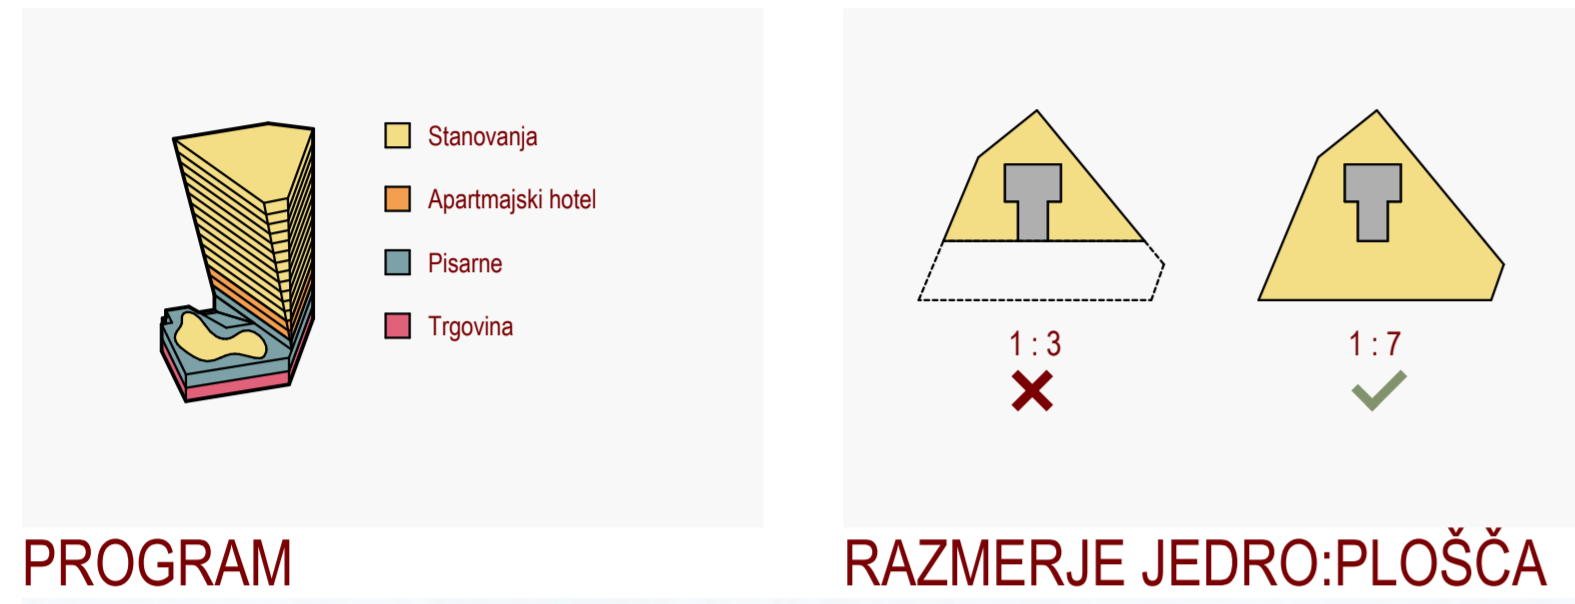 Stanovanja
Apartmajski hotel
Pisarne
Trgovina
PROGRAM
1 : 3
1 : 7
RAZMERJE JEDRO:PLOŠČA